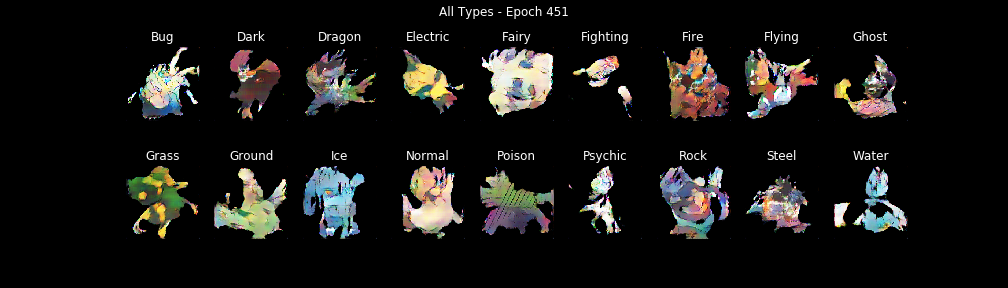 All Types - Epoch 451
Bug Dark Dragon Electric Fairy Fighting Fire Flying Ghost
Grass Ground Ice Normal Poison Psychic Rock Steel Water